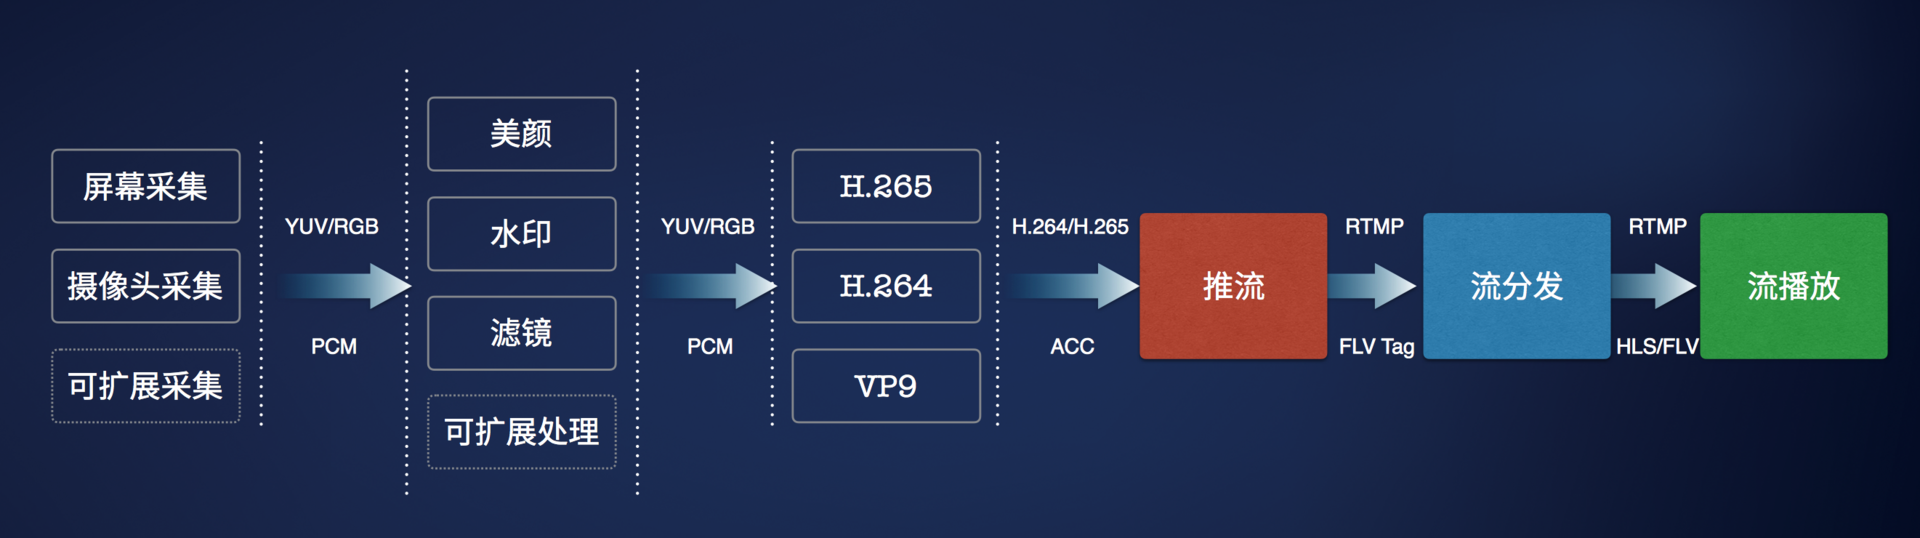 屏幕采集
摄像头采集
可扩展采集
YUV/RGB
PCM
美颜
水印
滤镜
可扩展处理
YUV/RGB
PCM
H.265
H.264
VP9
H.264/H.265
ACC
推流
RTMP
FLV Tag
流分发
RTMP
HLS/FLV
流播放